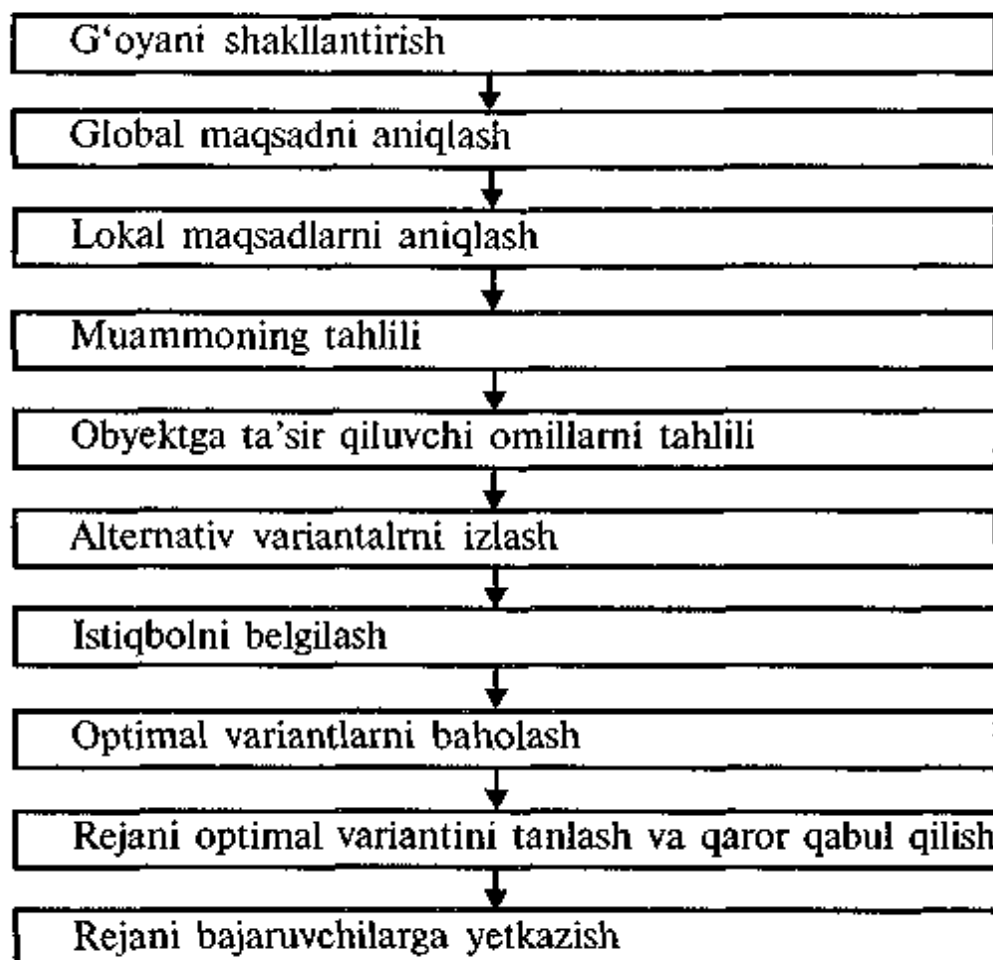 G‘oyani shakllantirish
Global maqsadni aniqlash
Lokal maqsadlarni aniqlash
Muammoning tahlili
Obyektga ta’sir qiluvchi omillarni tahlili
Alternativ variantalrni izlash
Istiqbolni belgilash
Optimal variantlarni baholash
Rejani optimal variantini tanlash va qaror qabul qilish
Rejani bajaruvchilarga yetkazish